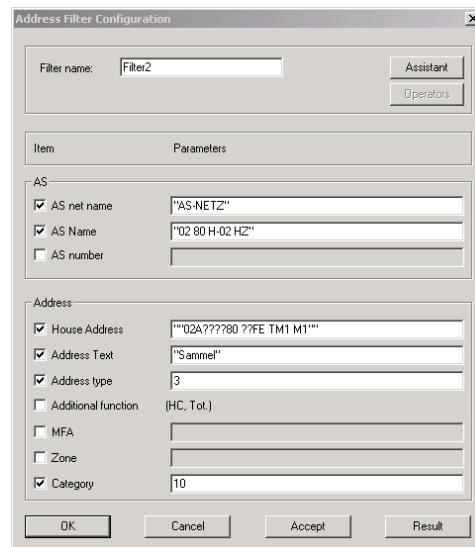 Address Filter Configuration
Filter name: Filter2 Assistant
Operators
Item Parameters
AS
AS net name "AS-NETZ"
AS Name "02 80 H-02 HZ"
AS number
Address
House Address ""02A????80 ??FE TM1 M1""
Address Text "Sammel"
Address type 3
Additional function (HC, Tot.)
MFA
Zone
Category 10
OK Cancel Accept Result